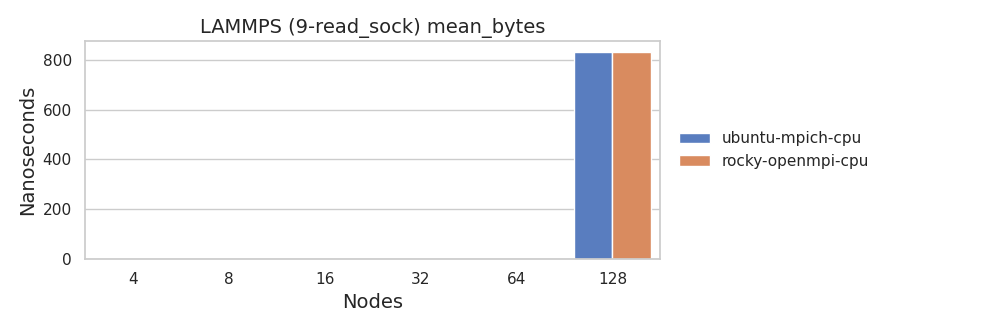 LAMMPS (9-read_sock) mean_bytes
Nanoseconds
800
600
400
200
0
4 8 16 32 64 128
Nodes
ubuntu-mpich-cpu
rocky-openmpi-cpu